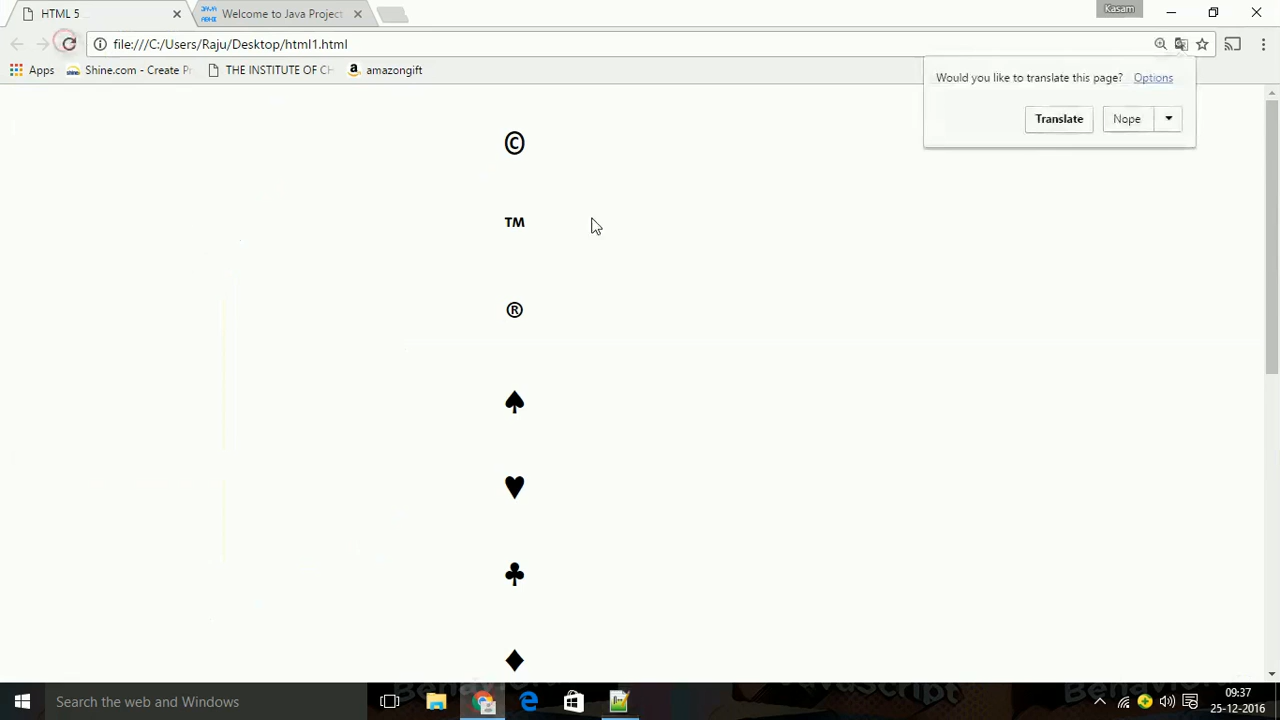 HTML 5
Welcome to Java Project
Kasam
file:///C:/Users/Raju/Desktop/html1.html
Apps
Shine.com - Create Pr
THE INSTITUTE OF CH
amazongift
Would you like to translate this page? Options
Translate
Nope
©
™
®
♠
♥
♣
♦
Search the web and Windows
09:37
25-12-2016